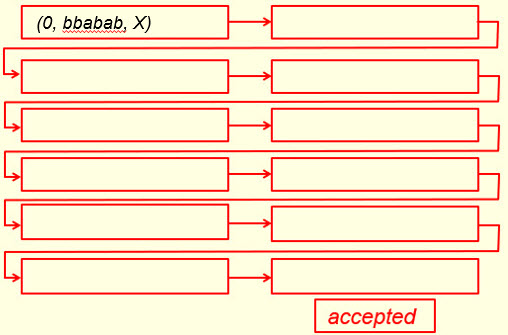 (0, bbabab, X)
accepted